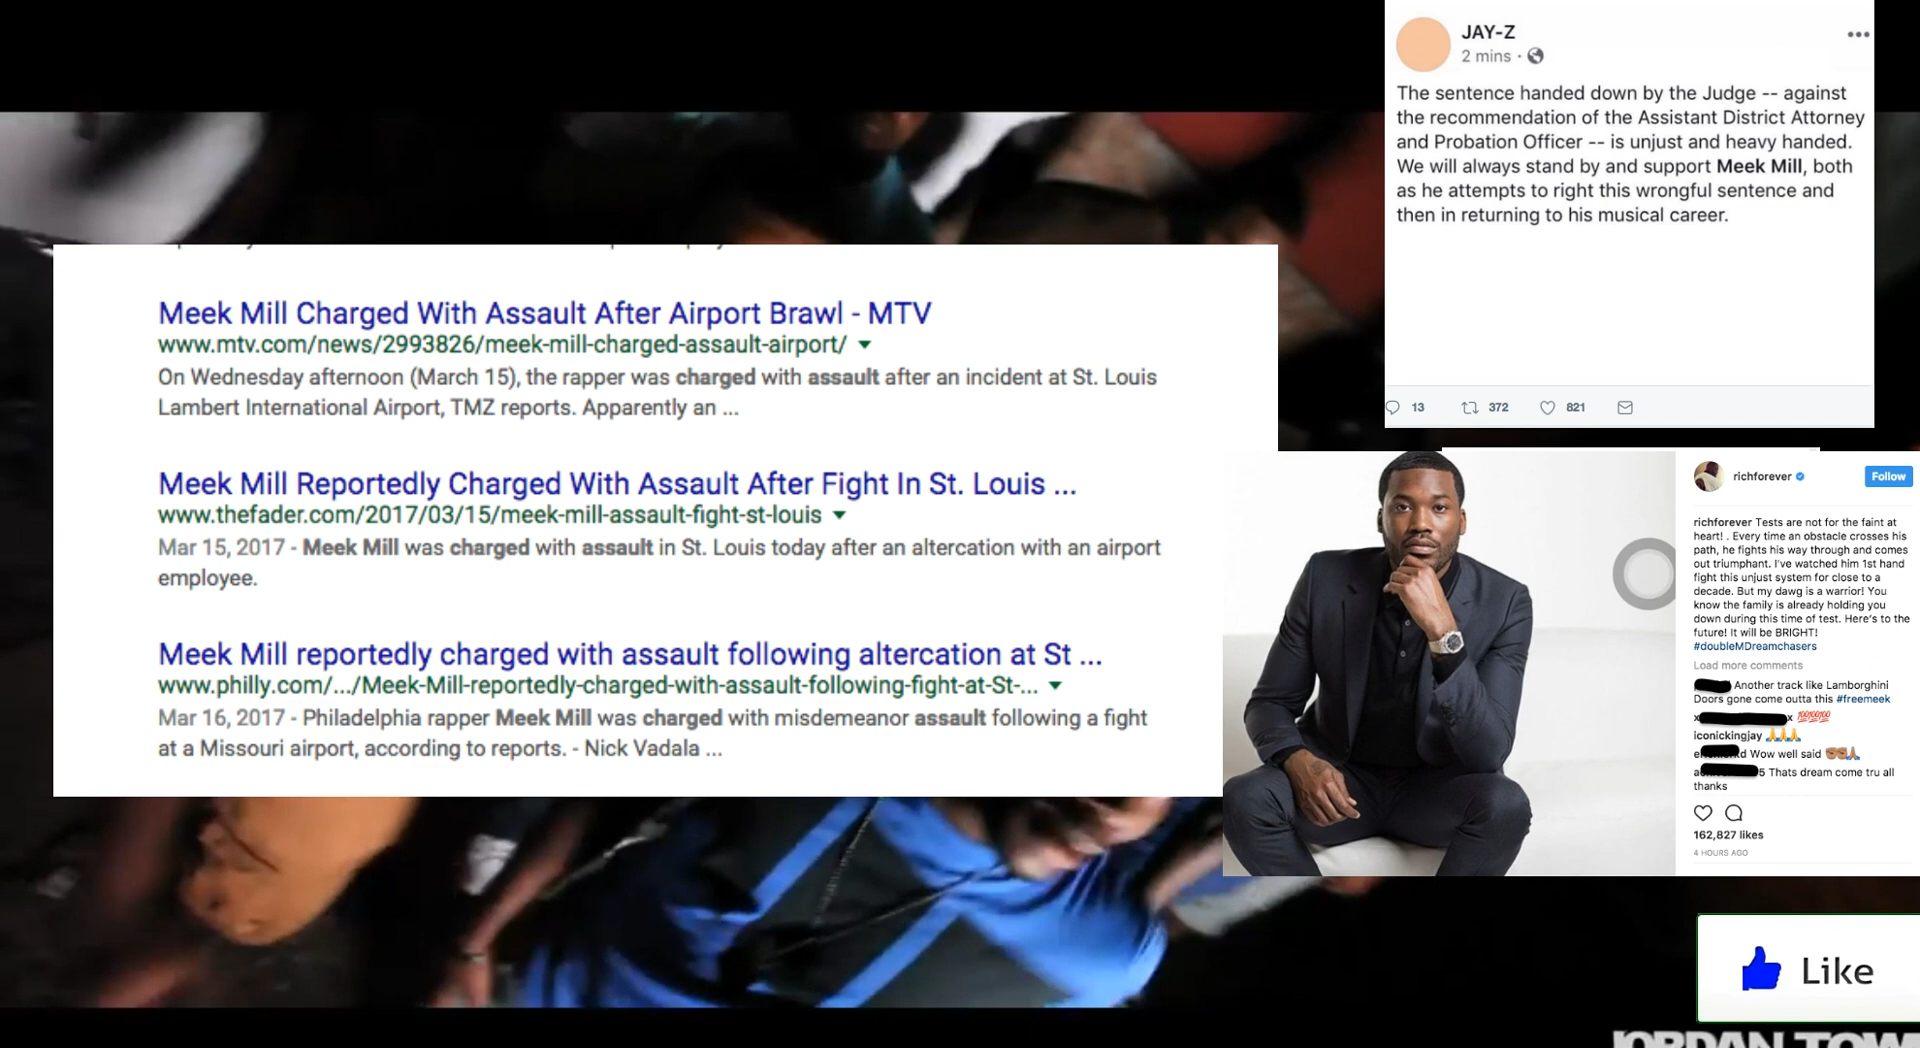 Meek Mill Charged With Assault After Airport Brawl - MTV
www.mtv.com/news/2993826/meek-mill-charged-assault-airport/
On Wednesday afternoon (March 15), the rapper was charged with assault after an incident at St. Louis
Lambert International Airport, TMZ reports. Apparently an ...
Meek Mill Reportedly Charged With Assault After Fight In St. Louis ...
www.thefader.com/2017/03/15/meek-mill-assault-fight-st-louis
Mar 15, 2017 - Meek Mill was charged with assault in St. Louis today after an altercation with an airport
employee.
Meek Mill reportedly charged with assault following altercation at St ...
www.philly.com/.../Meek-Mill-reportedly-charged-with-assault-following-fight-at-St-...
Mar 16, 2017 - Philadelphia rapper Meek Mill was charged with misdemeanor assault following a fight
at a Missouri airport, according to reports. - Nick Vadala ...
JAY-Z
2 mins ·
The sentence handed down by the Judge -- against
the recommendation of the Assistant District Attorney
and Probation Officer -- is unjust and heavy handed.
We will always stand by and support Meek Mill, both
as he attempts to right this wrongful sentence and
then in returning to his musical career.
13 372 821
richforever Follow
richforever Tests are not for the faint at
heart! . Every time an obstacle crosses his
path, he fights his way through and comes
out triumphant. I've watched him 1st hand
fight this unjust system for close to a
decade. But my dawg is a warrior! You
know the family is already holding you
down during this time of test. Here's to the
future! It will be BRIGHT!
#doubleMDreamchasers
Load more comments
Another track like Lamborghini
Doors gone come outta this #freemeek
x x 💯💯💯
iconickingjay 🙏🙏🙏
Wow well said
5 Thats dream come tru all
thanks
162,827 likes
4 HOURS AGO
Like
JORDAN TOW